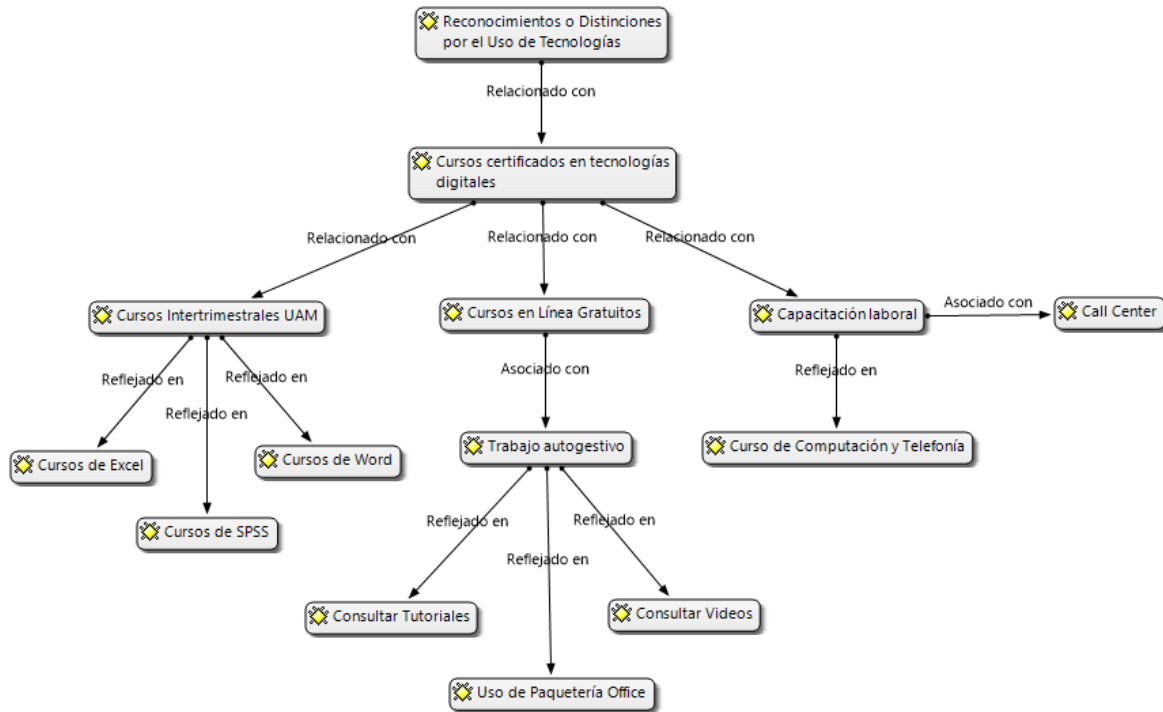 Reconocimientos o Distinciones
por el Uso de Tecnologías
Relacionado con
Cursos certificados en tecnologías
digitales
Relacionado con
Relacionado con
Relacionado con
Cursos Intertrimestrales UAM
Cursos en Línea Gratuitos
Capacitación laboral
Asociado con
Call Center
Reflejado en
Reflejado en
Reflejado en
Asociado con
Reflejado en
Cursos de Excel
Cursos de Word
Trabajo autogestivo
Curso de Computación y Telefonía
Cursos de SPSS
Reflejado en
Reflejado en
Reflejado en
Consultar Tutoriales
Consultar Videos
Uso de Paquetería Office